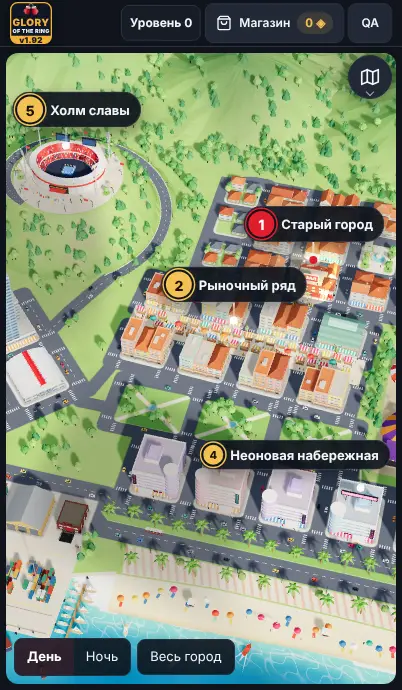 GLORY
OF THE RING
v1.92
Уровень 0
Магазин 0
QA
5 Холм славы
1 Старый город
2 Рыночный ряд
4 Неоновая набережная
День Ночь Весь город